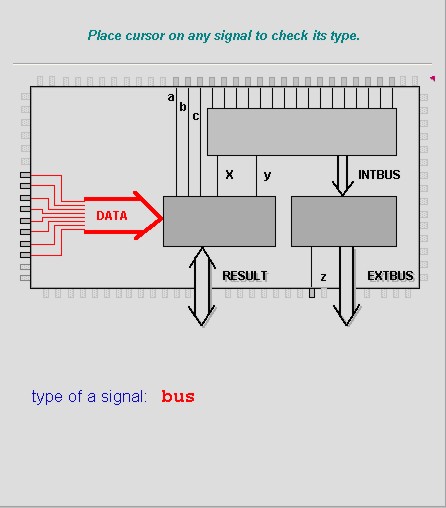 Place cursor on any signal to check its type.
a
b
c
X y INTBUS
DATA
RESULT z EXTBUS
type of a signal: bus